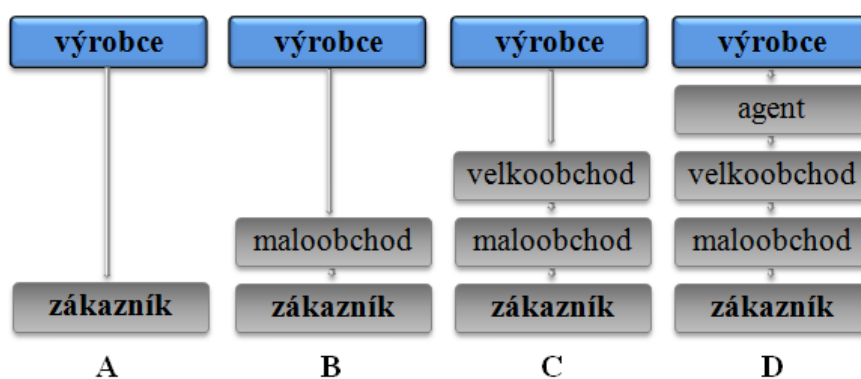 výrobce výrobce výrobce výrobce
agent
velkoobchod velkoobchod
maloobchod maloobchod maloobchod
zákazník zákazník zákazník zákazník
A B C D